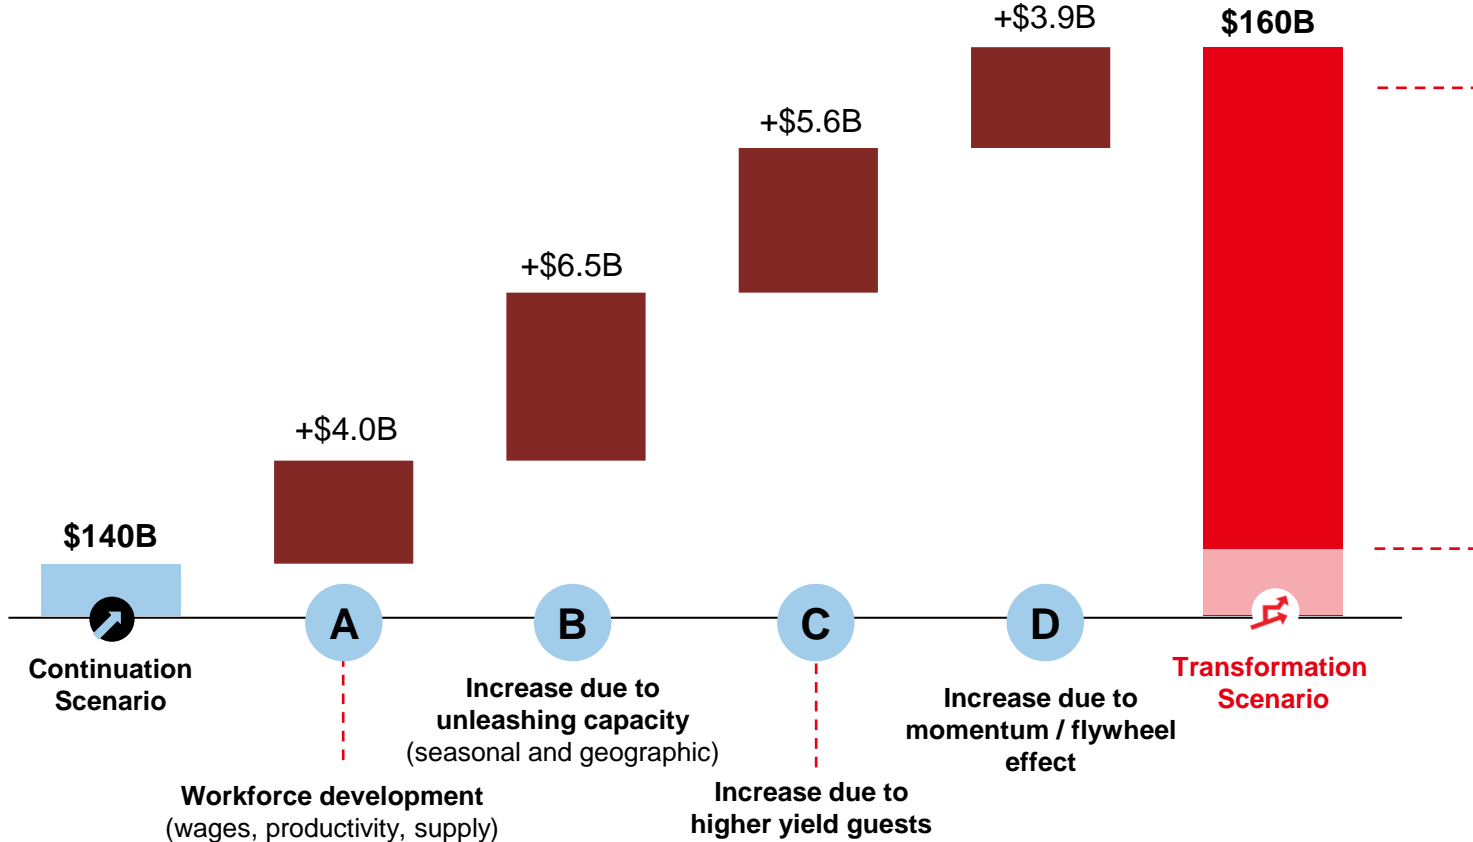 +$3.9B
$160B
+$5.6B
+$6.5B
+$4.0B
$140B
A
B
C
D
Continuation
Scenario
Workforce development
(wages, productivity, supply)
Increase due to
unleashing capacity
(seasonal and geographic)
Increase due to
higher yield guests
Increase due to
momentum / flywheel
effect
Transformation
Scenario